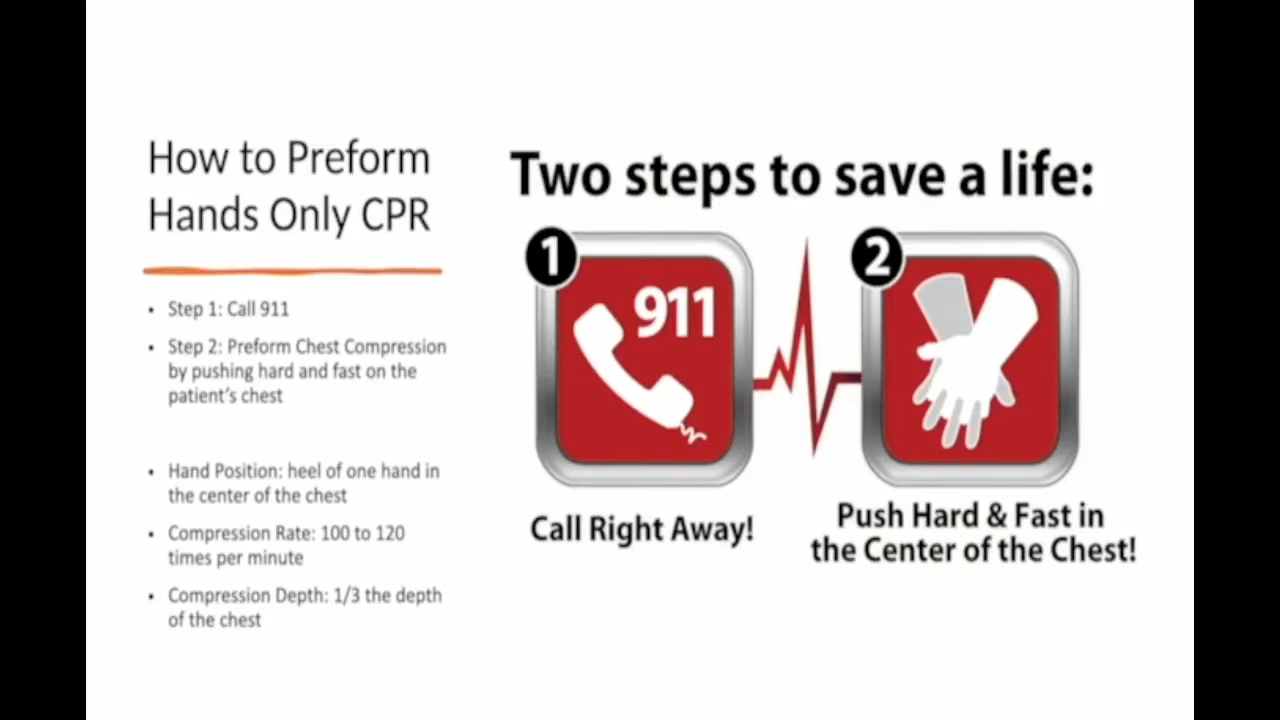 How to Preform
Hands Only CPR
• Step 1: Call 911
• Step 2: Preform Chest Compression
by pushing hard and fast on the
patient's chest
• Hand Position: heel of one hand in
the center of the chest
• Compression Rate: 100 to 120
times per minute
• Compression Depth: 1/3 the depth
of the chest
Two steps to save a life:
1
911
Call Right Away!
2
Push Hard & Fast in
the Center of the Chest!